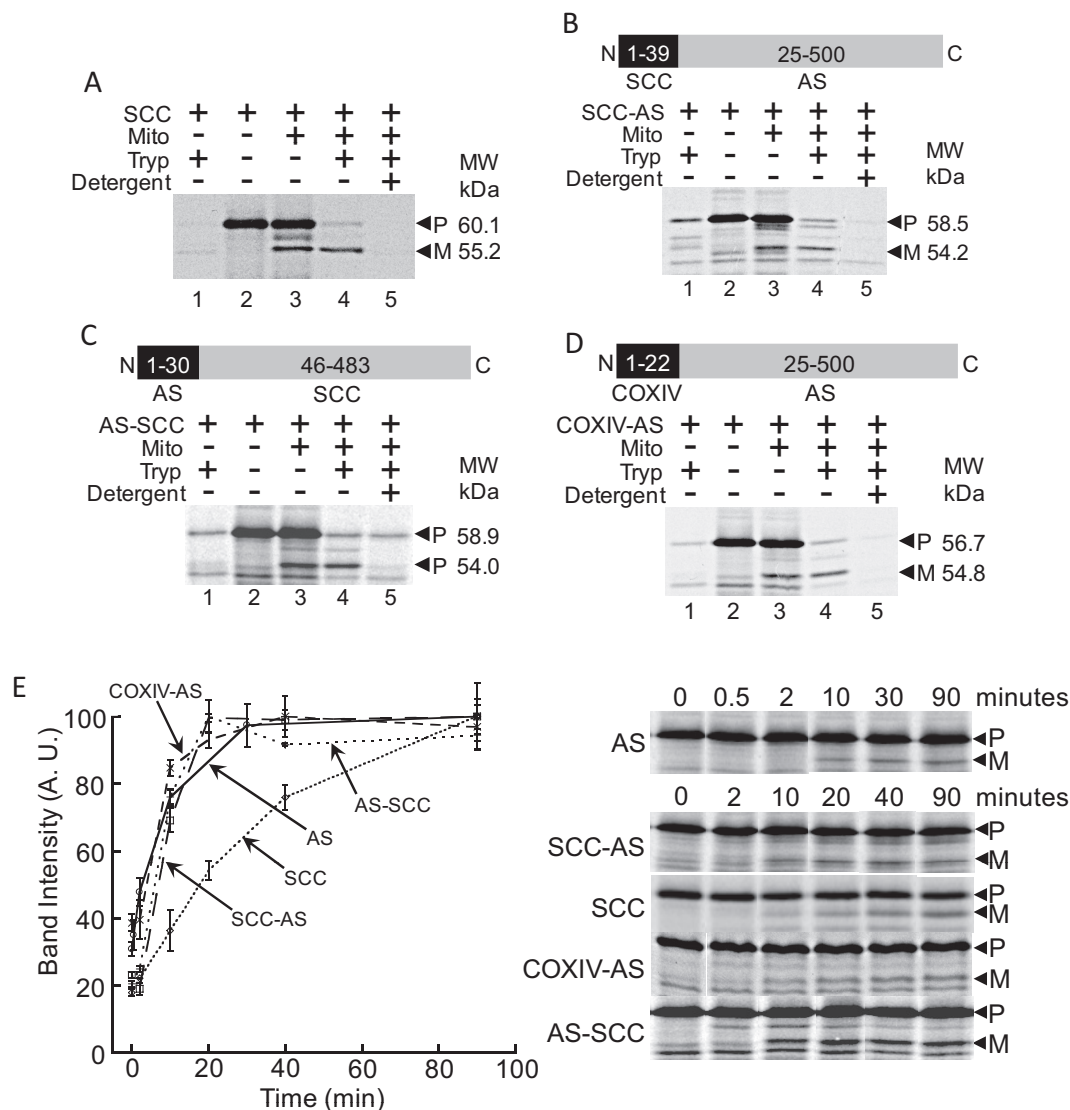 A
SCC + + + + +
Mito - - + + +
Tryp + - - + +
Detergent - - - - +
MW
kDa
◄P 60.1
◄M 55.2
1 2 3 4 5
B
N 1-39 25-500 C
SCC AS
SCC-AS + + + + +
Mito - - + + +
Tryp + - - + +
Detergent - - - - +
MW
kDa
◄P 58.5
◄M 54.2
1 2 3 4 5
C
N 1-30 46-483 C
AS SCC
AS-SCC + + + + +
Mito - - + + +
Tryp + - - + +
Detergent - - - - +
MW
kDa
◄P 58.9
◄P 54.0
1 2 3 4 5
D
N 1-22 25-500 C
COXIV AS
COXIV-AS + + + + +
Mito - - + + +
Tryp + - - + +
Detergent - - - - +
MW
kDa
◄P 56.7
◄M 54.8
1 2 3 4 5
E
Band Intensity (A. U.)
100
80
60
40
20
0
COXIV-AS
AS-SCC
AS
SCC
SCC-AS
0 20 40 60 80 100
Time (min)
0 0.5 2 10 30 90 minutes
AS ◄P
◄M
0 2 10 20 40 90 minutes
SCC-AS ◄P
◄M
SCC ◄P
◄M
COXIV-AS ◄P
◄M
AS-SCC ◄P
◄M